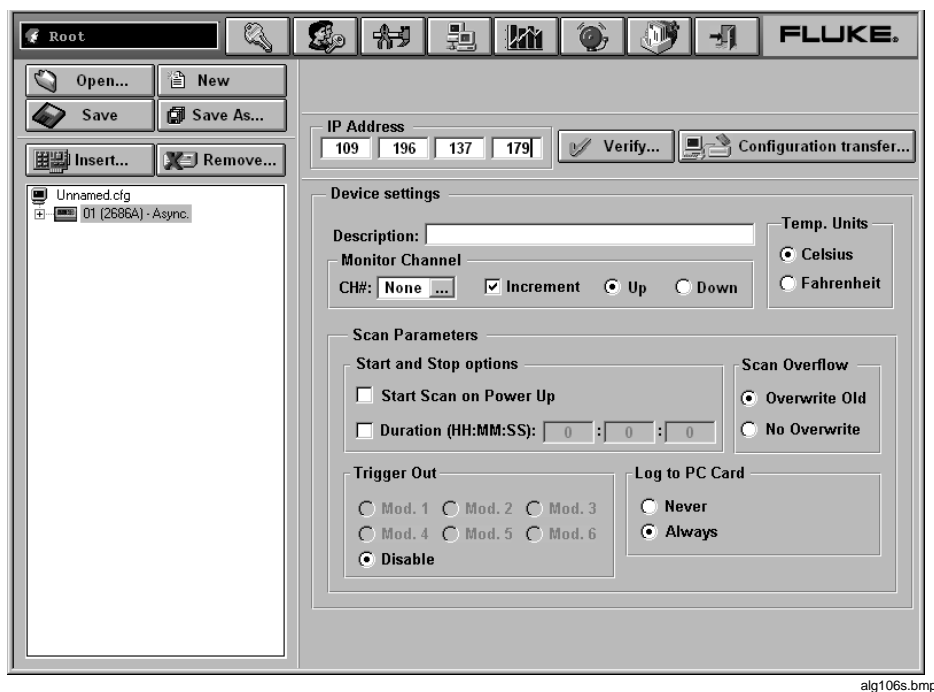 Root
FLUKE®
Open... New
Save Save As...
Insert... Remove...
Unnamed.cfg
01 (2686A) - Async.
IP Address
109 196 137 179
Verify... Configuration transfer...
Device settings
Description:
Temp. Units
Celsius
Fahrenheit
Monitor Channel
CH#: None ... Increment Up Down
Scan Parameters
Start and Stop options
Start Scan on Power Up
Duration (HH:MM:SS): 0 : 0 : 0
Scan Overflow
Overwrite Old
No Overwrite
Trigger Out
Mod. 1 Mod. 2 Mod. 3
Mod. 4 Mod. 5 Mod. 6
Disable
Log to PC Card
Never
Always
alg106s.bmp